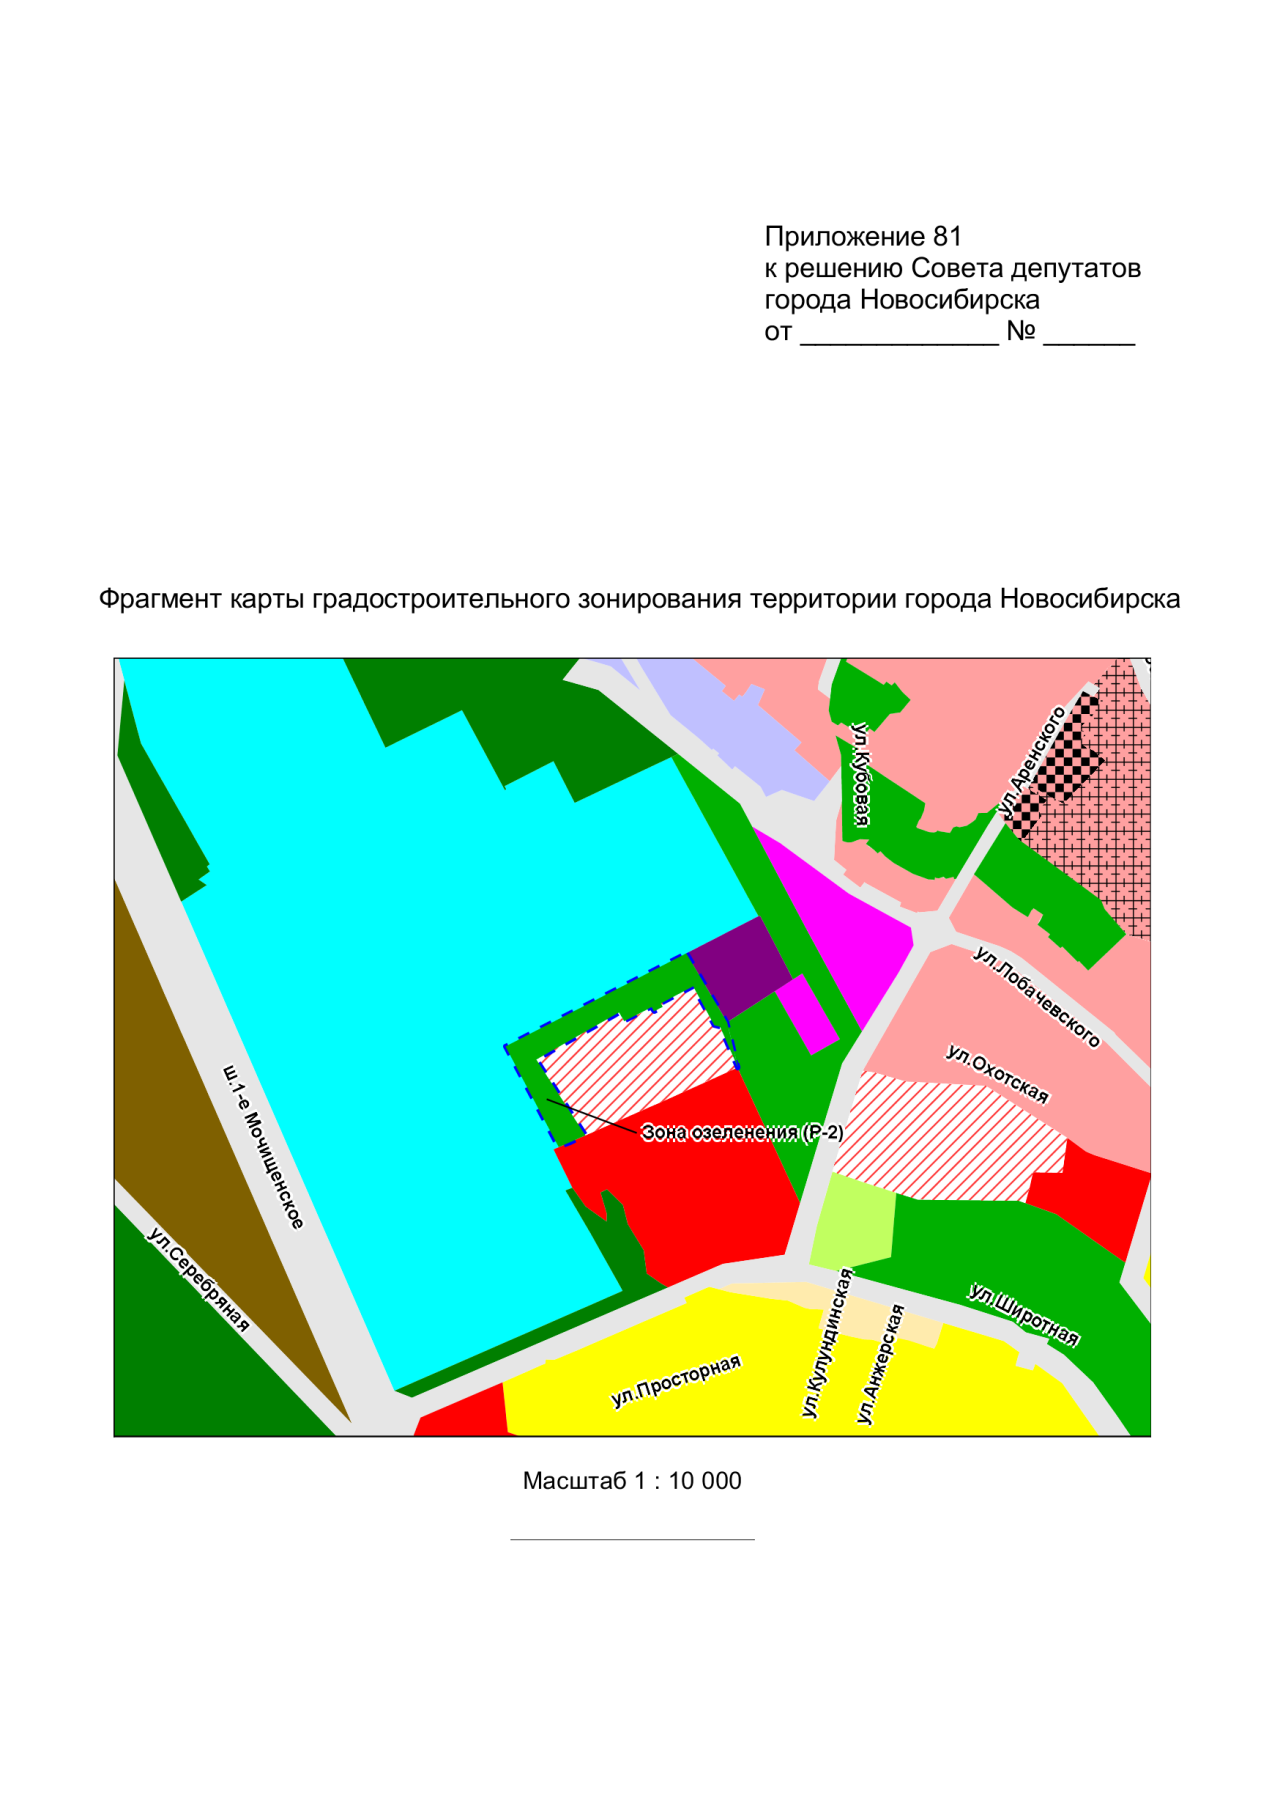 Приложение 81
к решению Совета депутатов
города Новосибирска
от _____________ № ______
Фрагмент карты градостроительного зонирования территории города Новосибирска
ул.Кубовая
ул.Аренского
ул.Лобачевского
ул.Охотская
ш.1-е Мочищенское
Зона озеленения (Р-2)
ул.Серебряная
ул.Широтная
ул.Кулундинская
ул.Анжерская
ул.Просторная
Масштаб 1 : 10 000